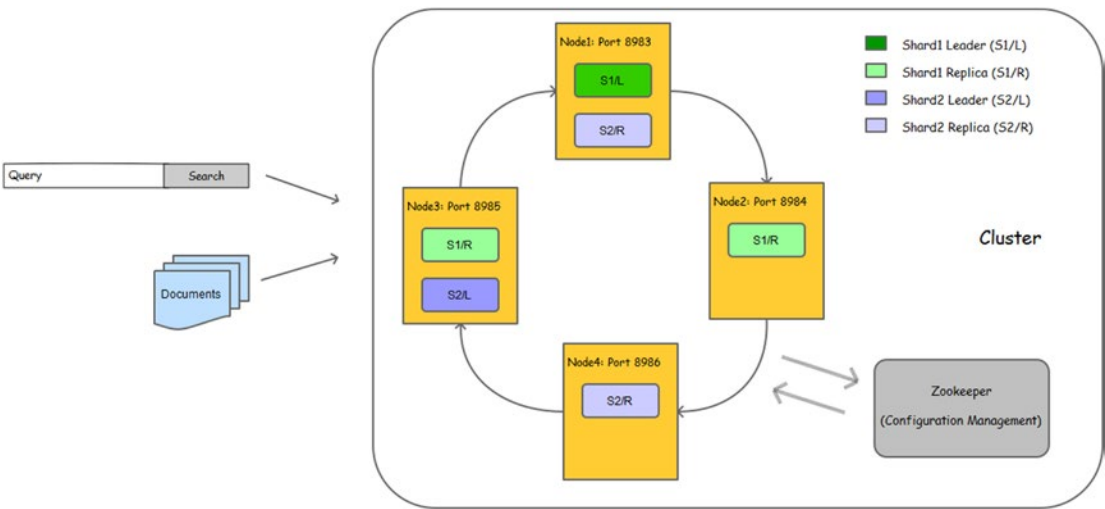 Node1: Port 8983
S1/L
S2/R
Shard1 Leader (S1/L)
Shard1 Replica (S1/R)
Shard2 Leader (S2/L)
Shard2 Replica (S2/R)
Query
Search
Node3: Port 8985
S1/R
S2/L
Node2: Port 8984
S1/R
Cluster
Documents
Node4: Port 8986
S2/R
Zookeeper
(Configuration Management)